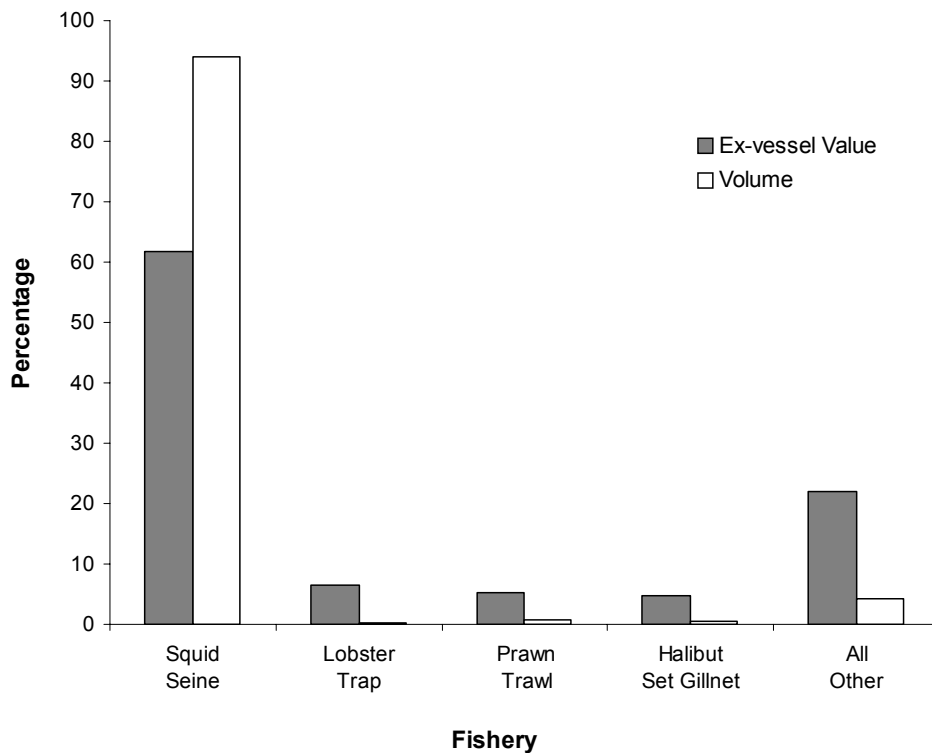 100
90
80
70
60
50
40
30
20
10
0
Percentage
Ex-vessel Value
Volume
Squid
Seine
Lobster
Trap
Prawn
Trawl
Halibut
Set Gillnet
All
Other
Fishery